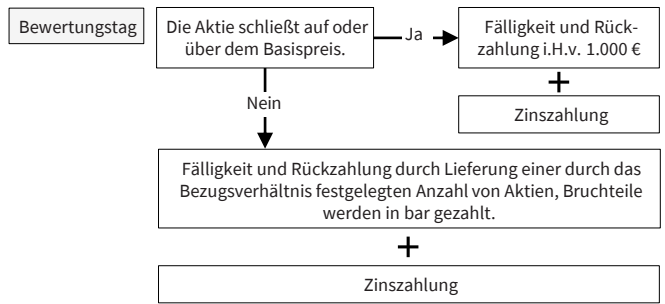 Bewertungstag
Die Aktie schließt auf oder
über dem Basispreis.
Ja
Fälligkeit und Rück-
zahlung i.H.v. 1.000 €
+
Zinszahlung
Nein
Fälligkeit und Rückzahlung durch Lieferung einer durch das
Bezugsverhältnis festgelegten Anzahl von Aktien, Bruchteile
werden in bar gezahlt.
+
Zinszahlung